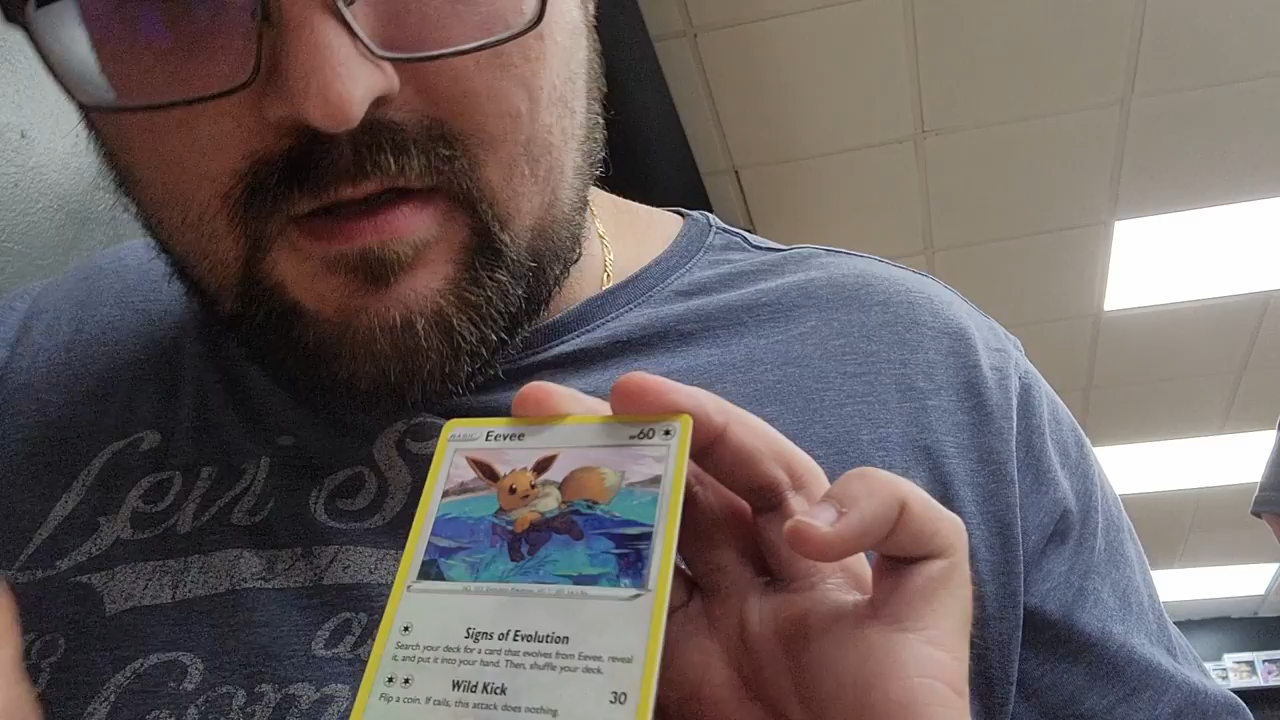 Levi S
a
Com
BASIC Eevee HP60
Signs of Evolution
Search your deck for a card that evolves from Eevee, reveal
it, and put it into your hand. Then, shuffle your deck.
Wild Kick 30
Flip a coin. If tails, this attack does nothing.